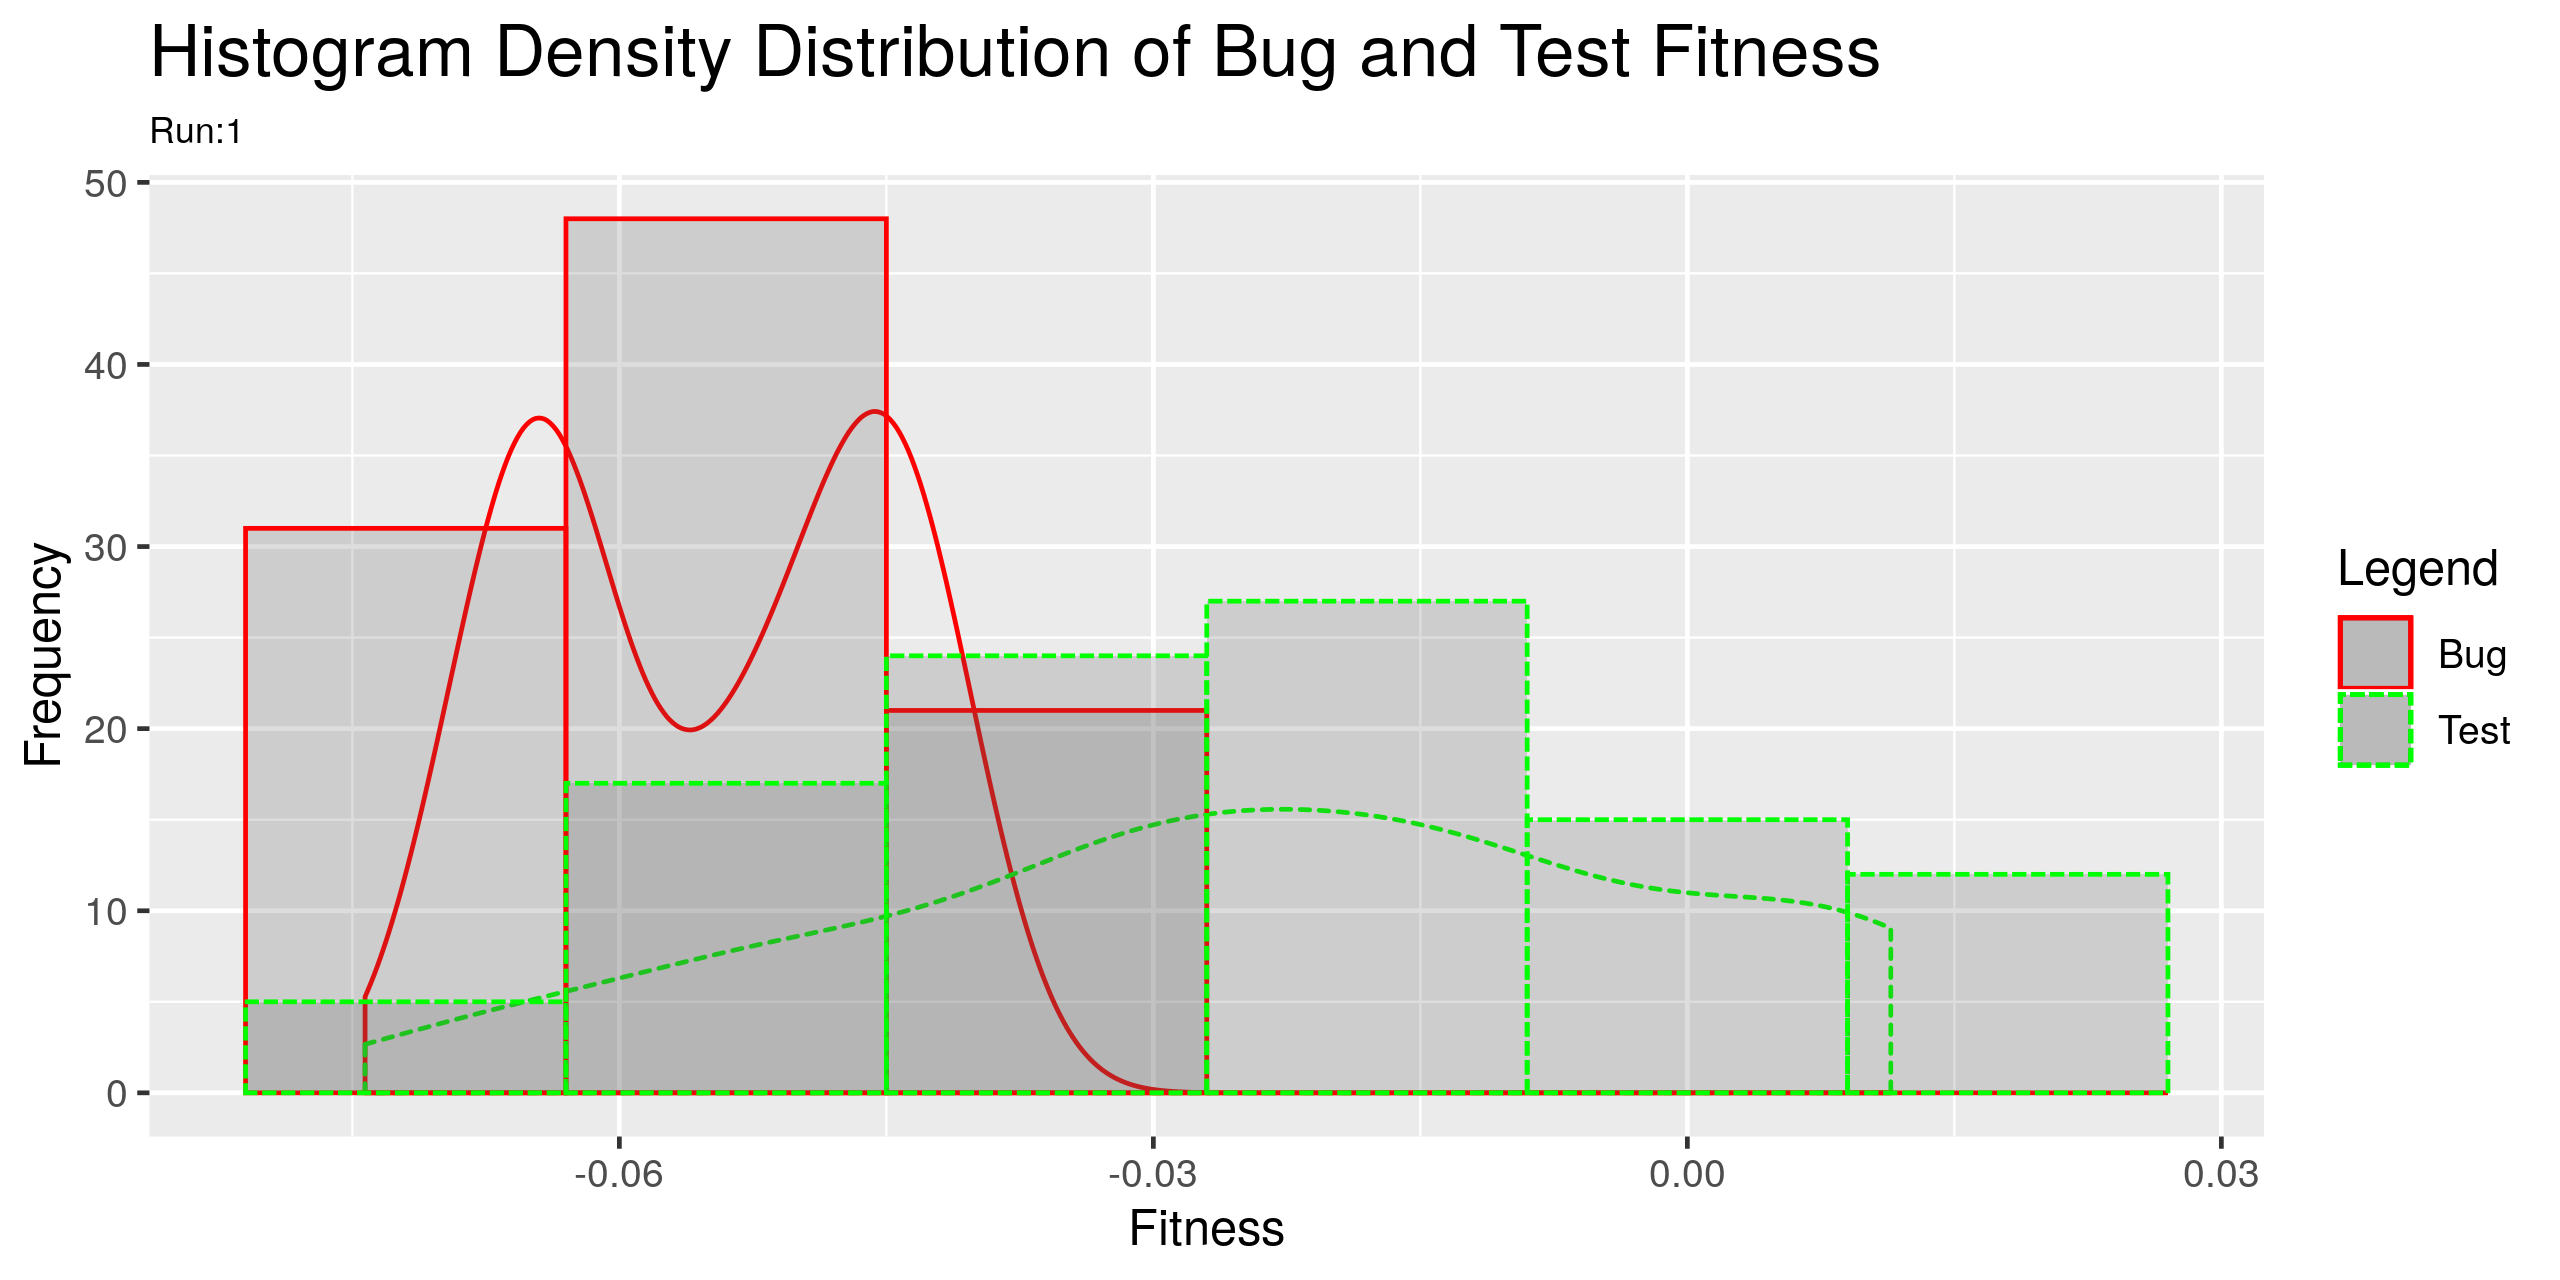 Histogram Density Distribution of Bug and Test Fitness
Run:1
50
40
30
20
10
0
Frequency
-0.06
-0.03
0.00
0.03
Fitness
Legend
Bug
Test